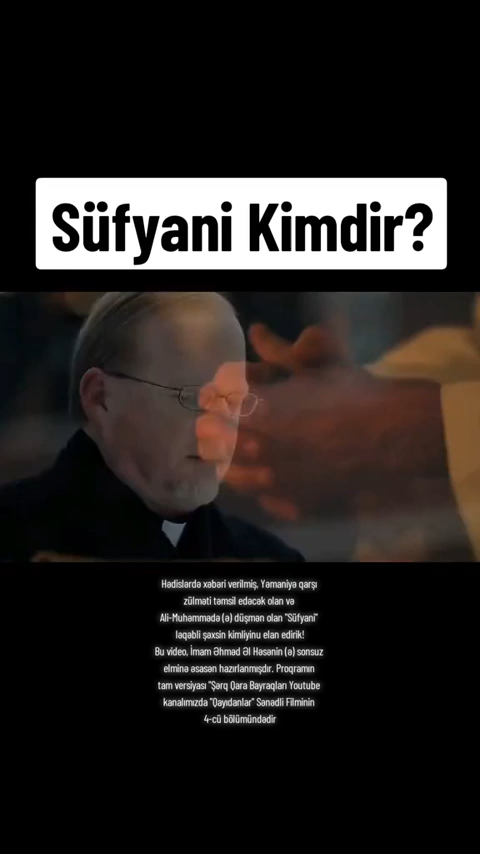 Süfyani Kimdir?
Hədislərdə xəbəri verilmiş, Yəmaniyə qarşı
zülməti təmsil edəcək olan və
Ali-Muhəmmədə (ə) düşmən olan "Süfyani"
ləqəbli şəxsin kimliyinu elan edirik!
Bu video, İmam Əhməd Əl Həsənin (ə) sonsuz
elminə əsasən hazırlanmışdır. Proqramın
tam versiyası "Şərq Qara Bayraqları Youtube
kanalımızda "Qayıdanlar" Sənədli Filminin
4-cü bölümündədir